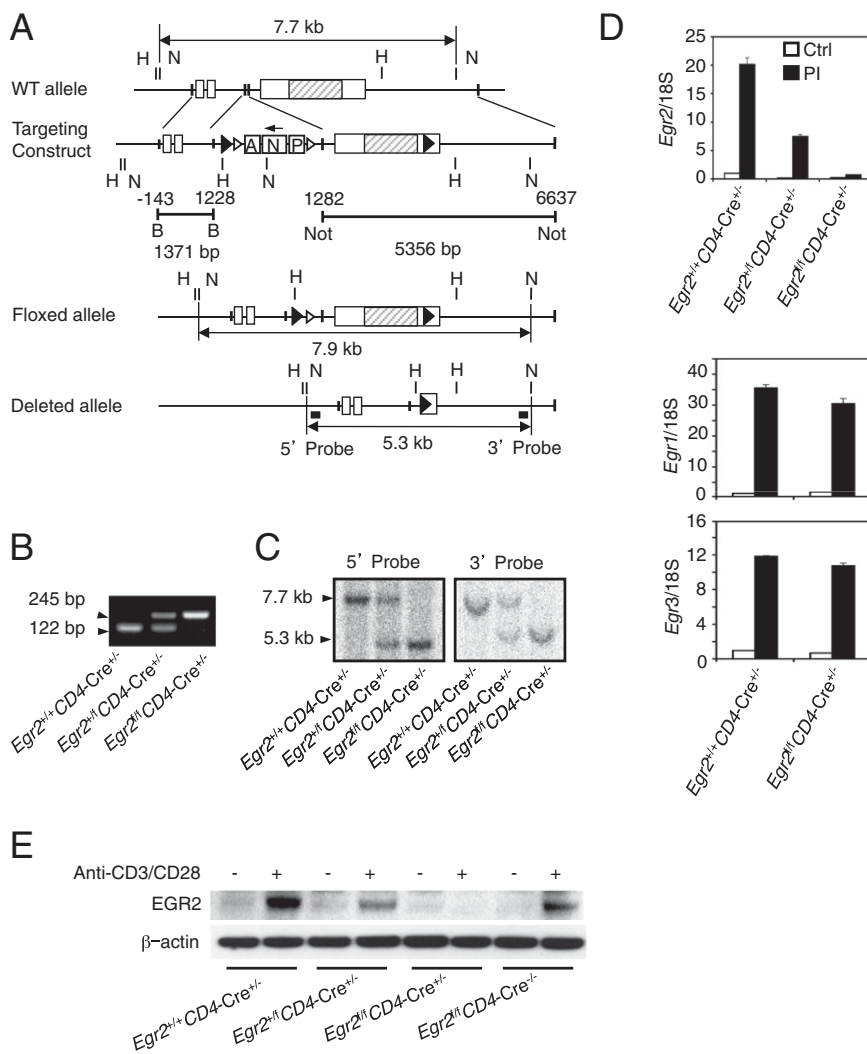 A
7.7 kb
H N H N
WT allele
Targeting Construct
A N P
H N H N H N
-143 1228 1282 6637
B B Not Not
1371 bp 5356 bp
H N H H N
Floxed allele
7.9 kb
H N H H N
Deleted allele
5.3 kb
5' Probe 3' Probe
B
245 bp
122 bp
Egr2+/+CD4-Cre+/-
Egr2+/fCD4-Cre+/-
Egr2f/fCD4-Cre+/-
C
5' Probe 3' Probe
7.7 kb
5.3 kb
Egr2+/+CD4-Cre+/-
Egr2+/fCD4-Cre+/-
Egr2f/fCD4-Cre+/-
Egr2+/+CD4-Cre+/-
Egr2+/fCD4-Cre+/-
Egr2f/fCD4-Cre+/-
D
Egr2/18S
25
20
15
10
5
0
Ctrl
PI
Egr2+/+CD4-Cre+/-
Egr2+/fCD4-Cre+/-
Egr2f/fCD4-Cre+/-
Egr1/18S
40
30
20
10
0
Egr3/18S
16
12
8
4
0
Egr2+/+CD4-Cre+/-
Egr2f/fCD4-Cre+/-
E
Anti-CD3/CD28 - + - + - + - +
EGR2
β-actin
Egr2+/+CD4-Cre+/-
Egr2+/fCD4-Cre+/-
Egr2f/fCD4-Cre+/-
Egr2f/fCD4-Cre-/-